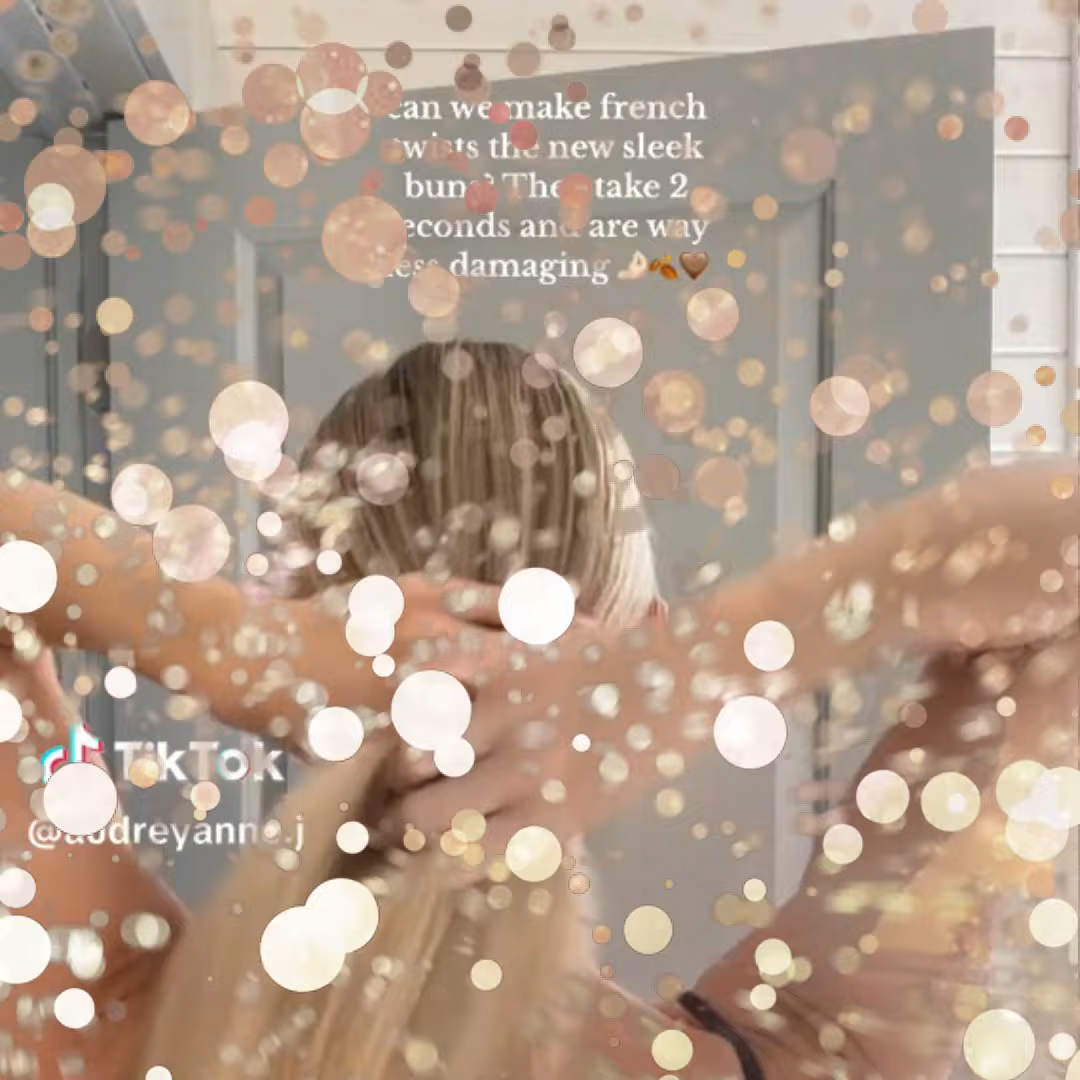 can we make french
twists the new sleek
buns? They take 2
seconds and are way
less damaging 🤌🏻🍂🤎
TikTok
@audreyanne.j